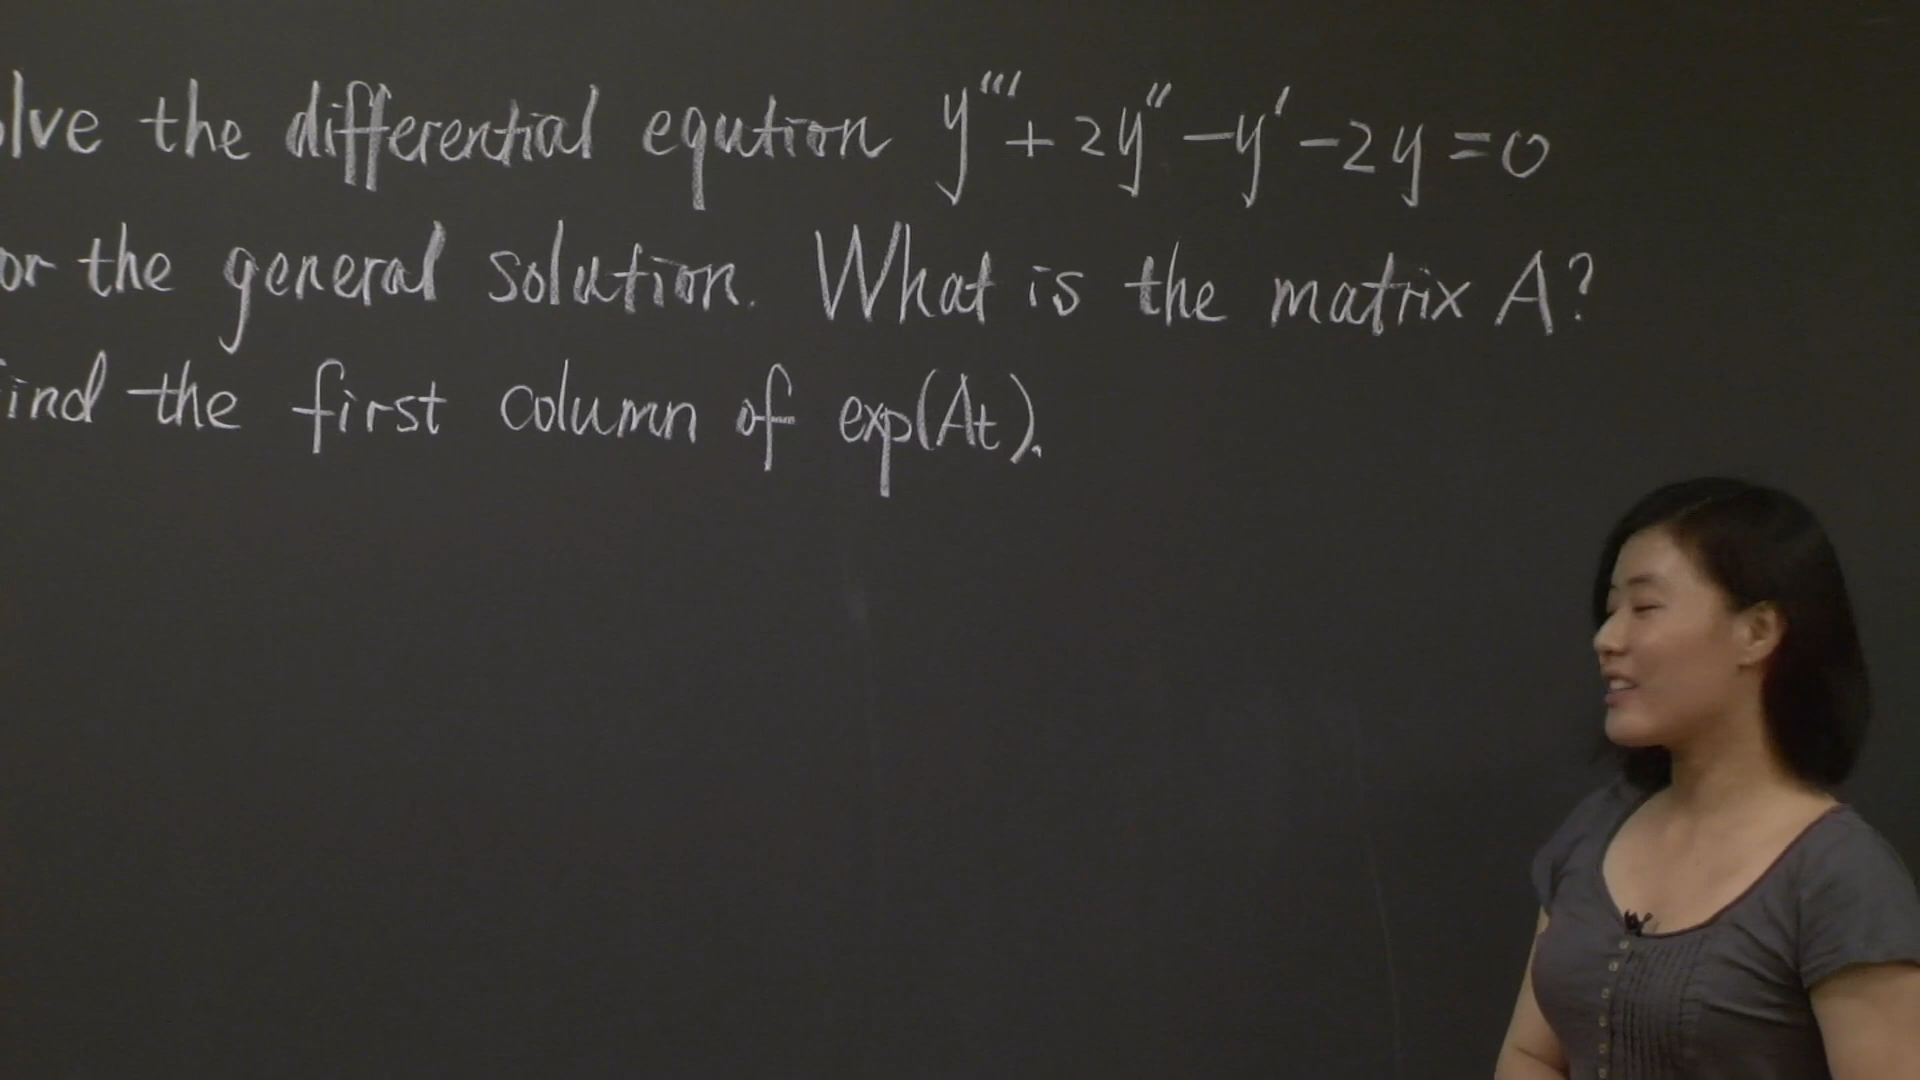 lve the differential eqution y''' + 2y'' - y' - 2y = 0
or the general solution. What is the matrix A?
ind the first column of exp(At).